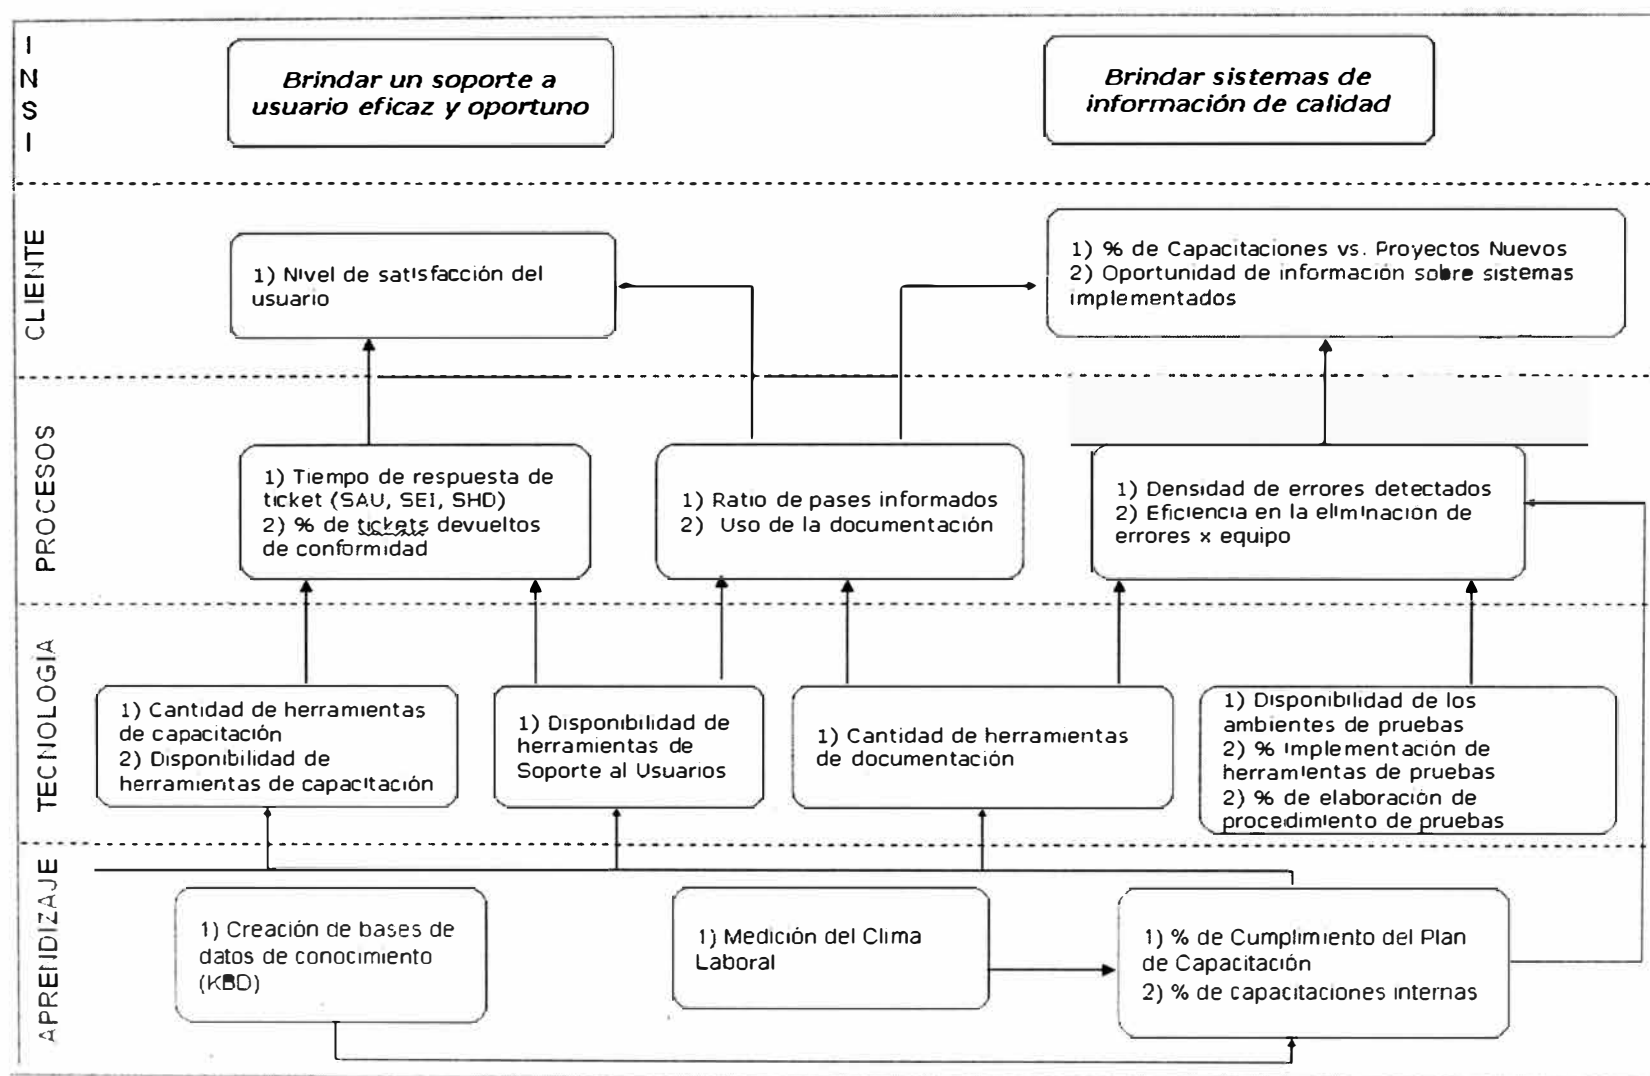 INSI
Brindar un soporte a
usuario eficaz y oportuno
Brindar sistemas de
información de calidad
CLIENTE
1) Nivel de satisfacción del
usuario
1) % de Capacitaciones vs. Proyectos Nuevos
2) Oportunidad de información sobre sistemas
implementados
PROCESOS
1) Tiempo de respuesta de
ticket (SAU, SEI, SHD)
2) % de tickets devueltos
de conformidad
1) Ratio de pases informados
2) Uso de la documentación
1) Densidad de errores detectados
2) Eficiencia en la eliminación de
errores x equipo
TECNOLOGIA
1) Cantidad de herramientas
de capacitación
2) Disponibilidad de
herramientas de capacitación
1) Disponibilidad de
herramientas de
Soporte al Usuarios
1) Cantidad de herramientas
de documentación
1) Disponibilidad de los
ambientes de pruebas
2) % Implementación de
herramientas de pruebas
2) % de elaboración de
procedimiento de pruebas
APRENDIZAJE
1) Creación de bases de
datos de conocimiento
(KBD)
1) Medición del Clima
Laboral
1) % de Cumplimiento del Plan
de Capacitación
2) % de capacitaciones internas